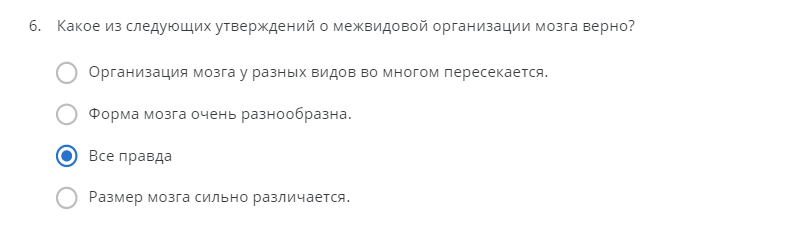 6. Какое из следующих утверждений о межвидовой организации мозга верно?
Организация мозга у разных видов во многом пересекается.
Форма мозга очень разнообразна.
Все правда
Размер мозга сильно различается.